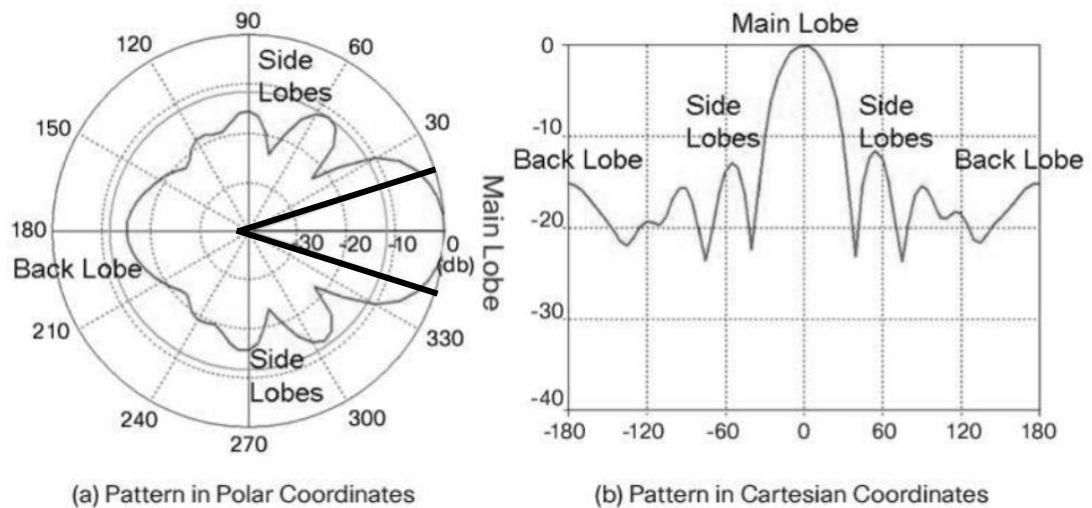 90
120
60
Side
Lobes
150
30
180
-30
-20
-10
0
(db)
Main Lobe
Back Lobe
210
330
Side
Lobes
240
300
270
(a) Pattern in Polar Coordinates
Main Lobe
0
Side
Lobes
Side
Lobes
-10
Back Lobe
Back Lobe
-20
-30
-40
-180
-120
-60
0
60
120
180
(b) Pattern in Cartesian Coordinates